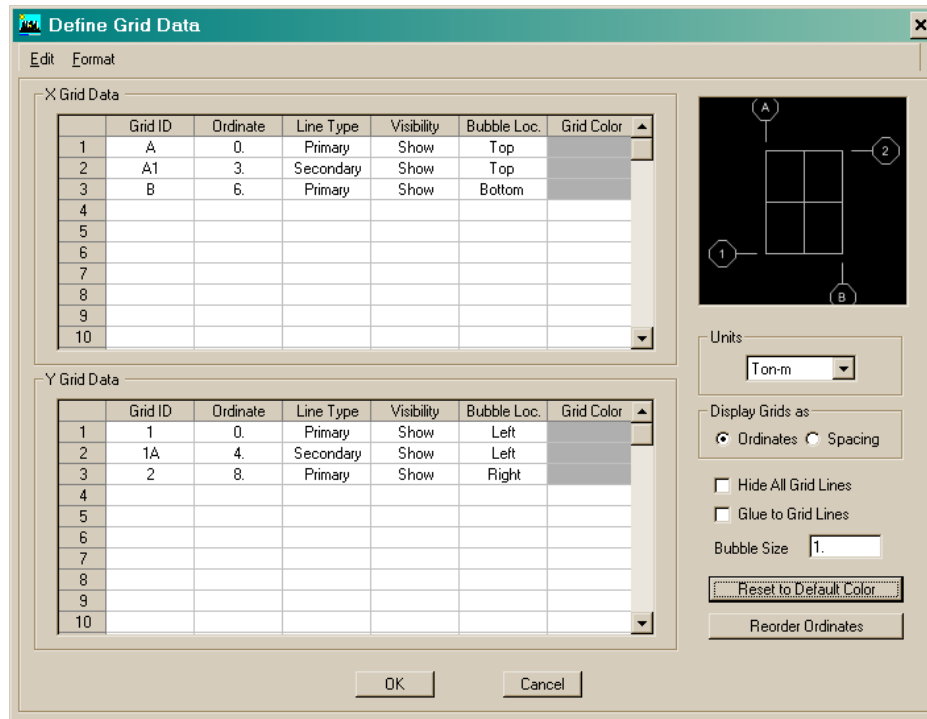 Define Grid Data
Edit Format
X Grid Data
Grid ID Ordinate Line Type Visibility Bubble Loc. Grid Color
1 A 0. Primary Show Top
2 A1 3. Secondary Show Top
3 B 6. Primary Show Bottom
4
5
6
7
8
9
10
Y Grid Data
Grid ID Ordinate Line Type Visibility Bubble Loc. Grid Color
1 1 0. Primary Show Left
2 1A 4. Secondary Show Left
3 2 8. Primary Show Right
4
5
6
7
8
9
10
A
2
1
B
Units
Ton-m
Display Grids as
Ordinates Spacing
Hide All Grid Lines
Glue to Grid Lines
Bubble Size 1.
Reset to Default Color
Reorder Ordinates
OK Cancel